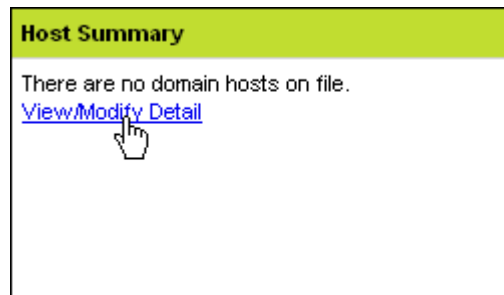 Host Summary
There are no domain hosts on file.
View/Modify Detail